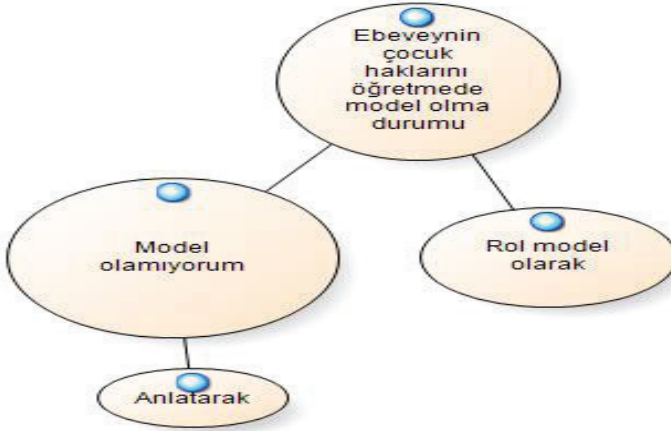 Ebeveynin
çocuk
haklarını
öğretmede
model olma
durumu
Model
olamıyorum
Rol model
olarak
Anlatarak